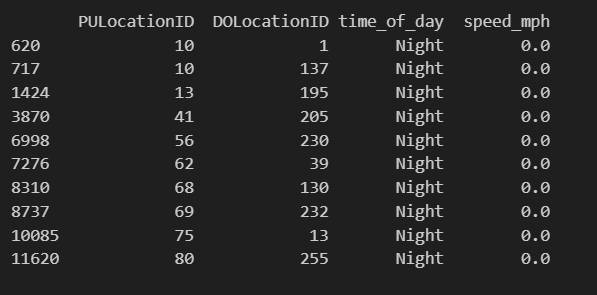 PULocationID DOLocationID time_of_day speed_mph
620 10 1 Night 0.0
717 10 137 Night 0.0
1424 13 195 Night 0.0
3870 41 205 Night 0.0
6998 56 230 Night 0.0
7276 62 39 Night 0.0
8310 68 130 Night 0.0
8737 69 232 Night 0.0
10085 75 13 Night 0.0
11620 80 255 Night 0.0